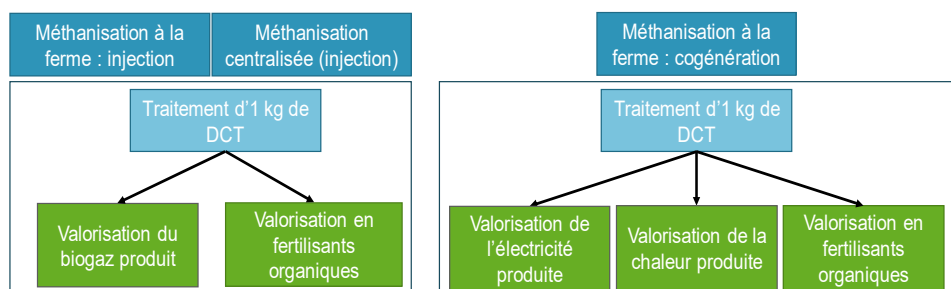 Méthanisation à la
ferme : injection
Méthanisation
centralisée (injection)
Traitement d'1 kg de
DCT
Valorisation du
biogaz produit
Valorisation en
fertilisants
organiques
Méthanisation à la
ferme : cogénération
Traitement d'1 kg de
DCT
Valorisation de
l'électricité
produite
Valorisation de la
chaleur produite
Valorisation en
fertilisants
organiques